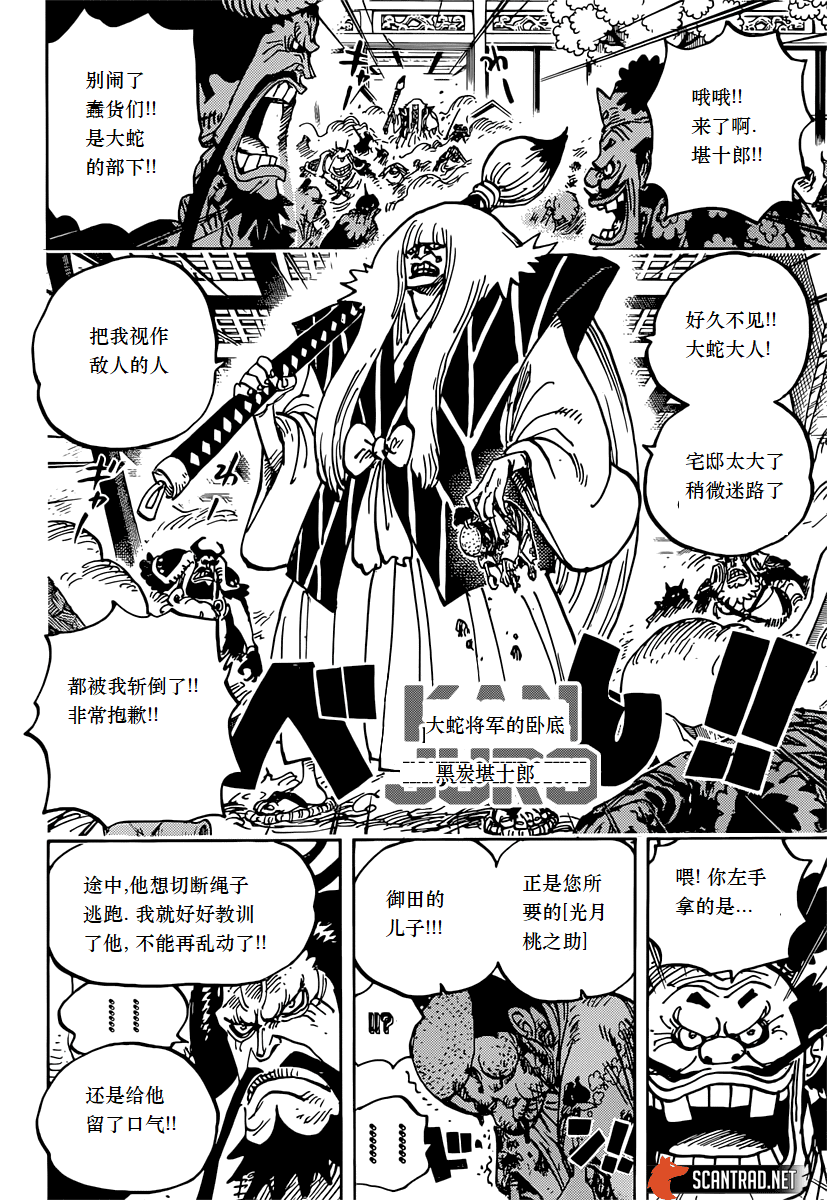 哦哦!!
来了啊.
堪十郎!!
别闹了
蠢货们!!
是大蛇
的部下!!
好久不见!!
大蛇大人!
宅邸太大了
稍微迷路了
把我视作
敌人的人
都被我斩倒了!!
非常抱歉!!
べしん!!
KAN
大蛇将军的卧底
黑炭堪十郎
JURO
喂! 你左手
拿的是...
正是您所
要的[光月
桃之助]
御田的
儿子!!!
!!?
!!
途中,他想切断绳子
逃跑. 我就好好教训
了他, 不能再乱动了!!
还是给他
留了口气!!
SCANTRAD.NET